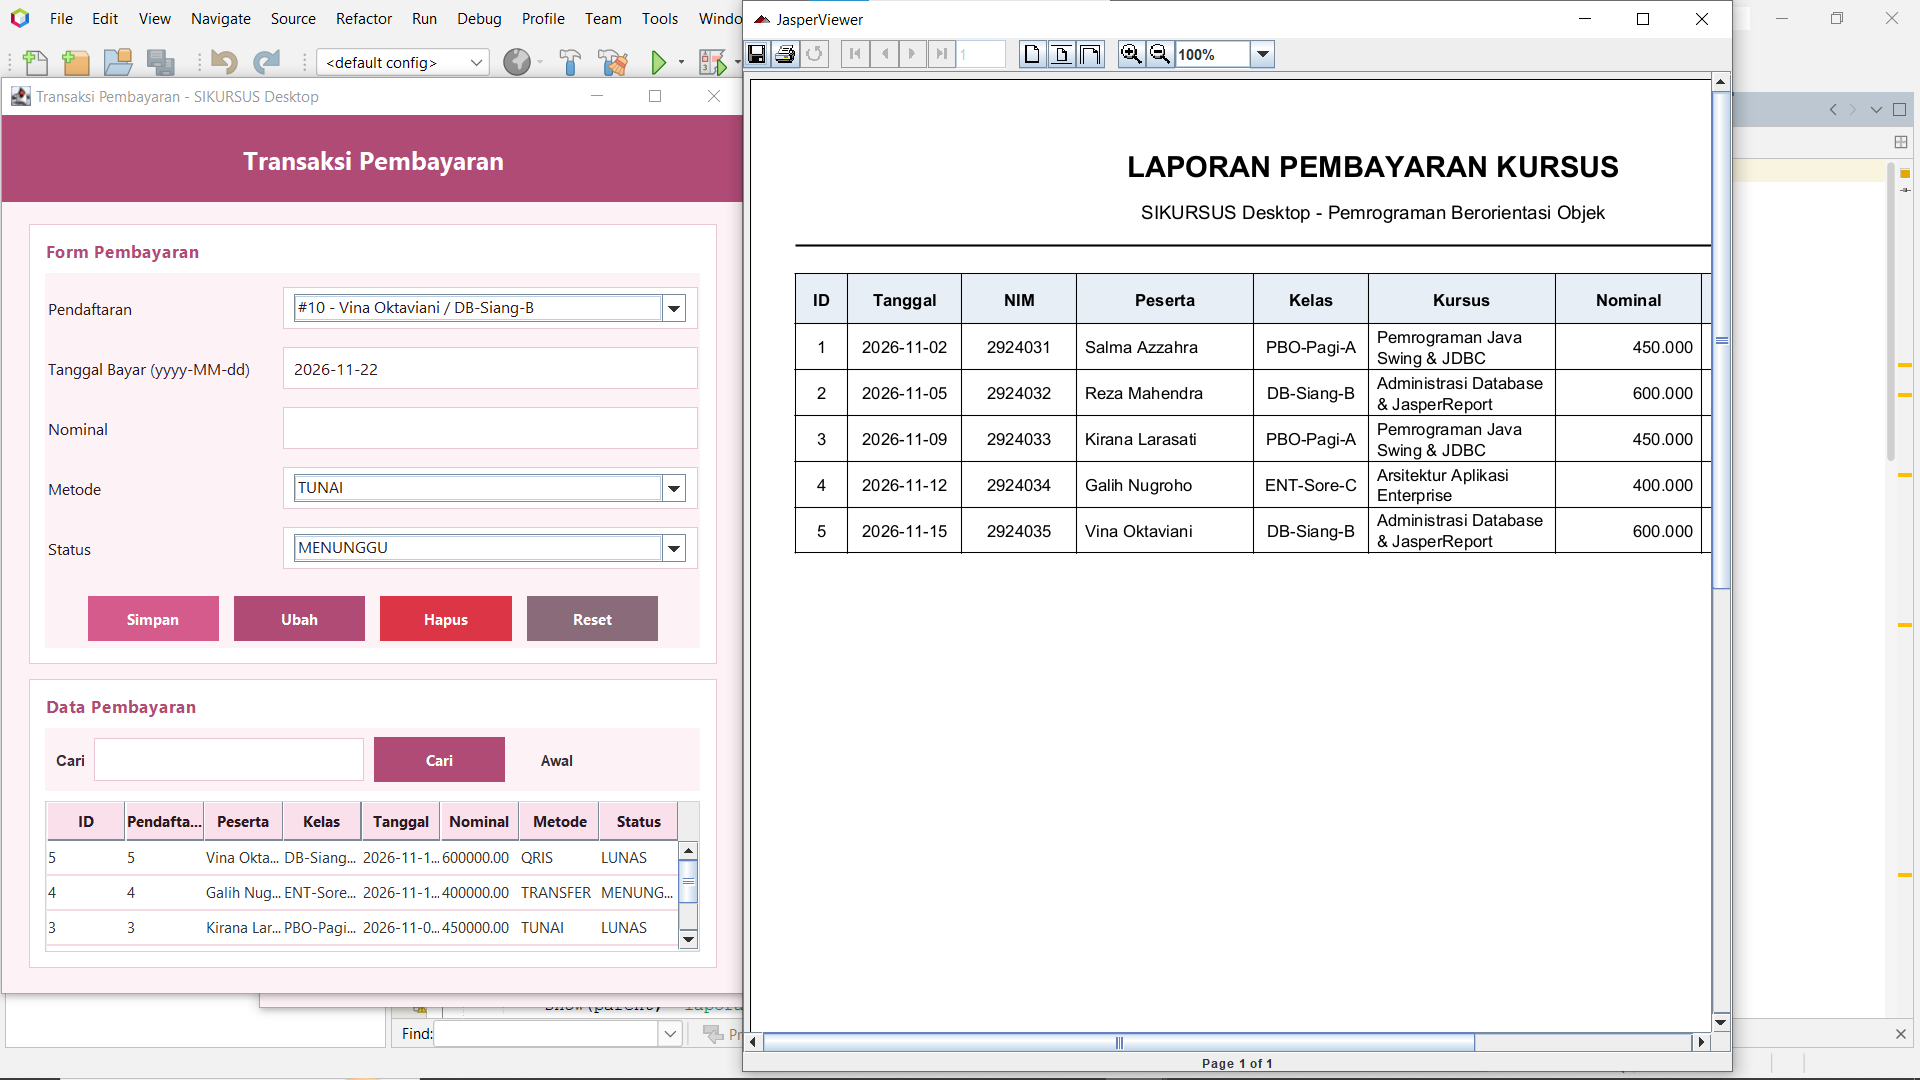 File Edit View Navigate Source Refactor Run Debug Profile Team Tools Windo
<default config>
Transaksi Pembayaran - SIKURSUS Desktop
Transaksi Pembayaran
Form Pembayaran
Pendaftaran
#10 - Vina Oktaviani / DB-Siang-B
Tanggal Bayar (yyyy-MM-dd)
2026-11-22
Nominal
Metode
TUNAI
Status
MENUNGGU
Simpan Ubah Hapus Reset
Data Pembayaran
Cari Cari Awal
ID Pendafta... Peserta Kelas Tanggal Nominal Metode Status
5 5 Vina Okta... DB-Siang... 2026-11-1... 600000.00 QRIS LUNAS
4 4 Galih Nug... ENT-Sore... 2026-11-1... 400000.00 TRANSFER MENUNG...
3 3 Kirana Lar... PBO-Pagi... 2026-11-0... 450000.00 TUNAI LUNAS
Find:
JasperViewer
1
100%
LAPORAN PEMBAYARAN KURSUS
SIKURSUS Desktop - Pemrograman Berorientasi Objek
ID Tanggal NIM Peserta Kelas Kursus Nominal
1 2026-11-02 2924031 Salma Azzahra PBO-Pagi-A Pemrograman Java Swing & JDBC 450.000
2 2026-11-05 2924032 Reza Mahendra DB-Siang-B Administrasi Database & JasperReport 600.000
3 2026-11-09 2924033 Kirana Larasati PBO-Pagi-A Pemrograman Java Swing & JDBC 450.000
4 2026-11-12 2924034 Galih Nugroho ENT-Sore-C Arsitektur Aplikasi Enterprise 400.000
5 2026-11-15 2924035 Vina Oktaviani DB-Siang-B Administrasi Database & JasperReport 600.000
Page 1 of 1